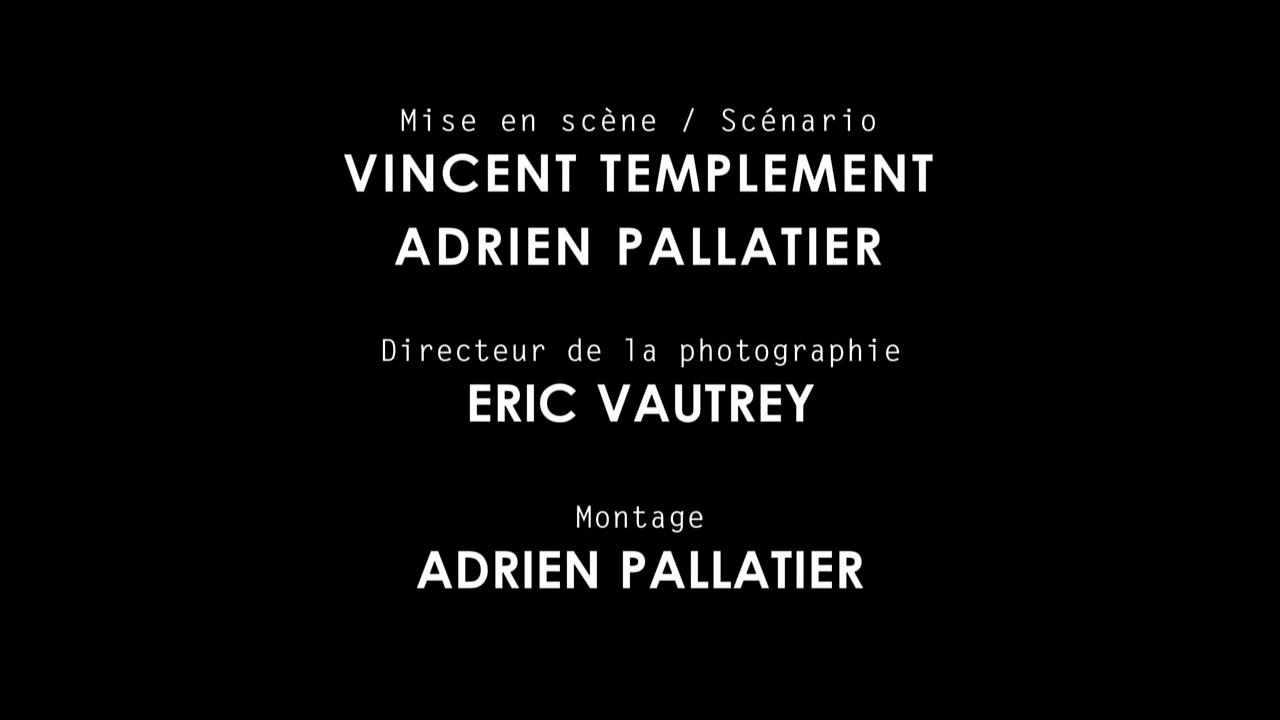 Mise en scène / Scénario
VINCENT TEMPLEMENT
ADRIEN PALLATIER
Directeur de la photographie
ERIC VAUTREY
Montage
ADRIEN PALLATIER